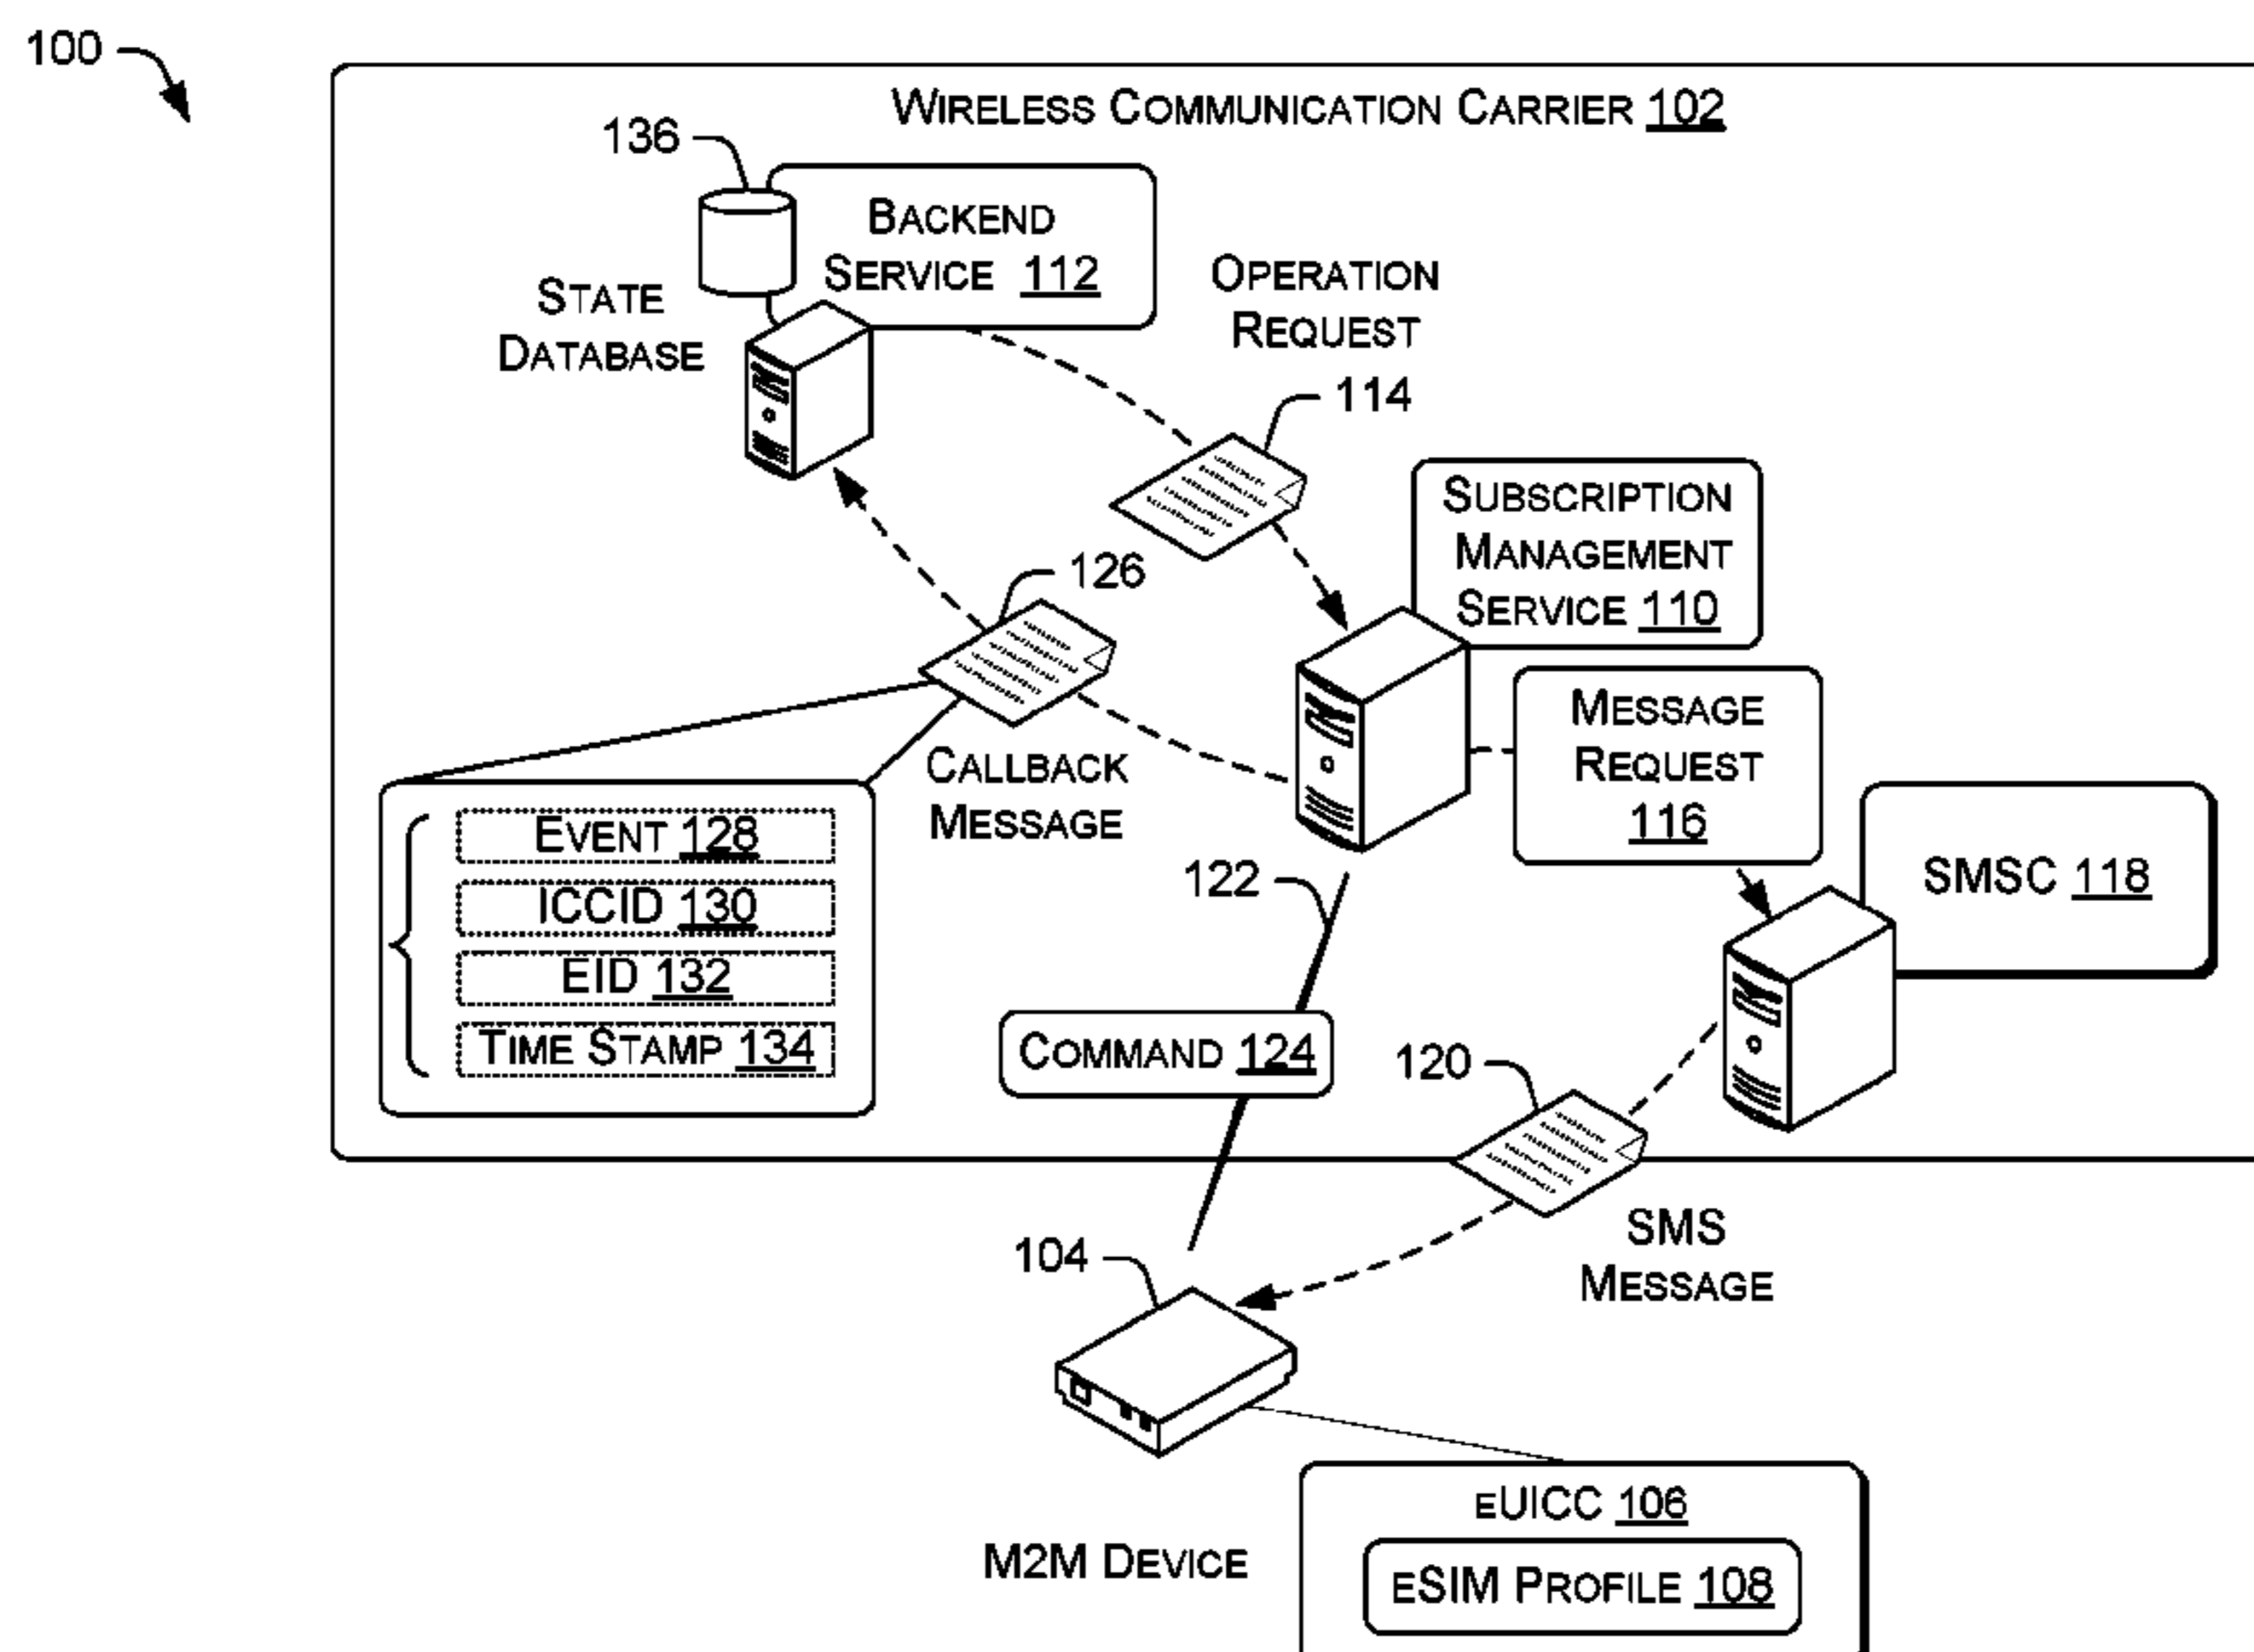 100
WIRELESS COMMUNICATION CARRIER 102
136
BACKEND
SERVICE 112
STATE
DATABASE
OPERATION
REQUEST
114
SUBSCRIPTION
MANAGEMENT
SERVICE 110
126
CALLBACK
MESSAGE
MESSAGE
REQUEST
116
EVENT 128
ICCID 130
EID 132
TIME STAMP 134
122
SMSC 118
COMMAND 124
120
SMS
MESSAGE
104
M2M DEVICE
EUICC 106
ESIM PROFILE 108